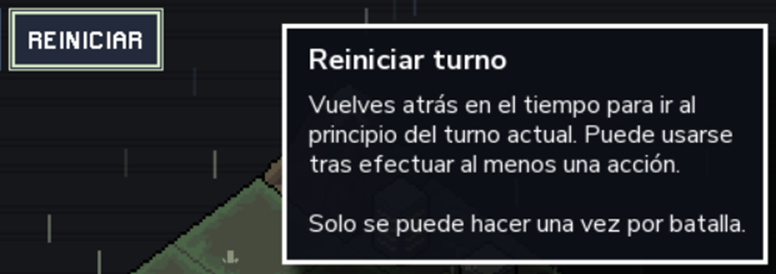 REINICIAR
Reiniciar turno
Vuelves atrás en el tiempo para ir al
principio del turno actual. Puede usarse
tras efectuar al menos una acción.
Solo se puede hacer una vez por batalla.